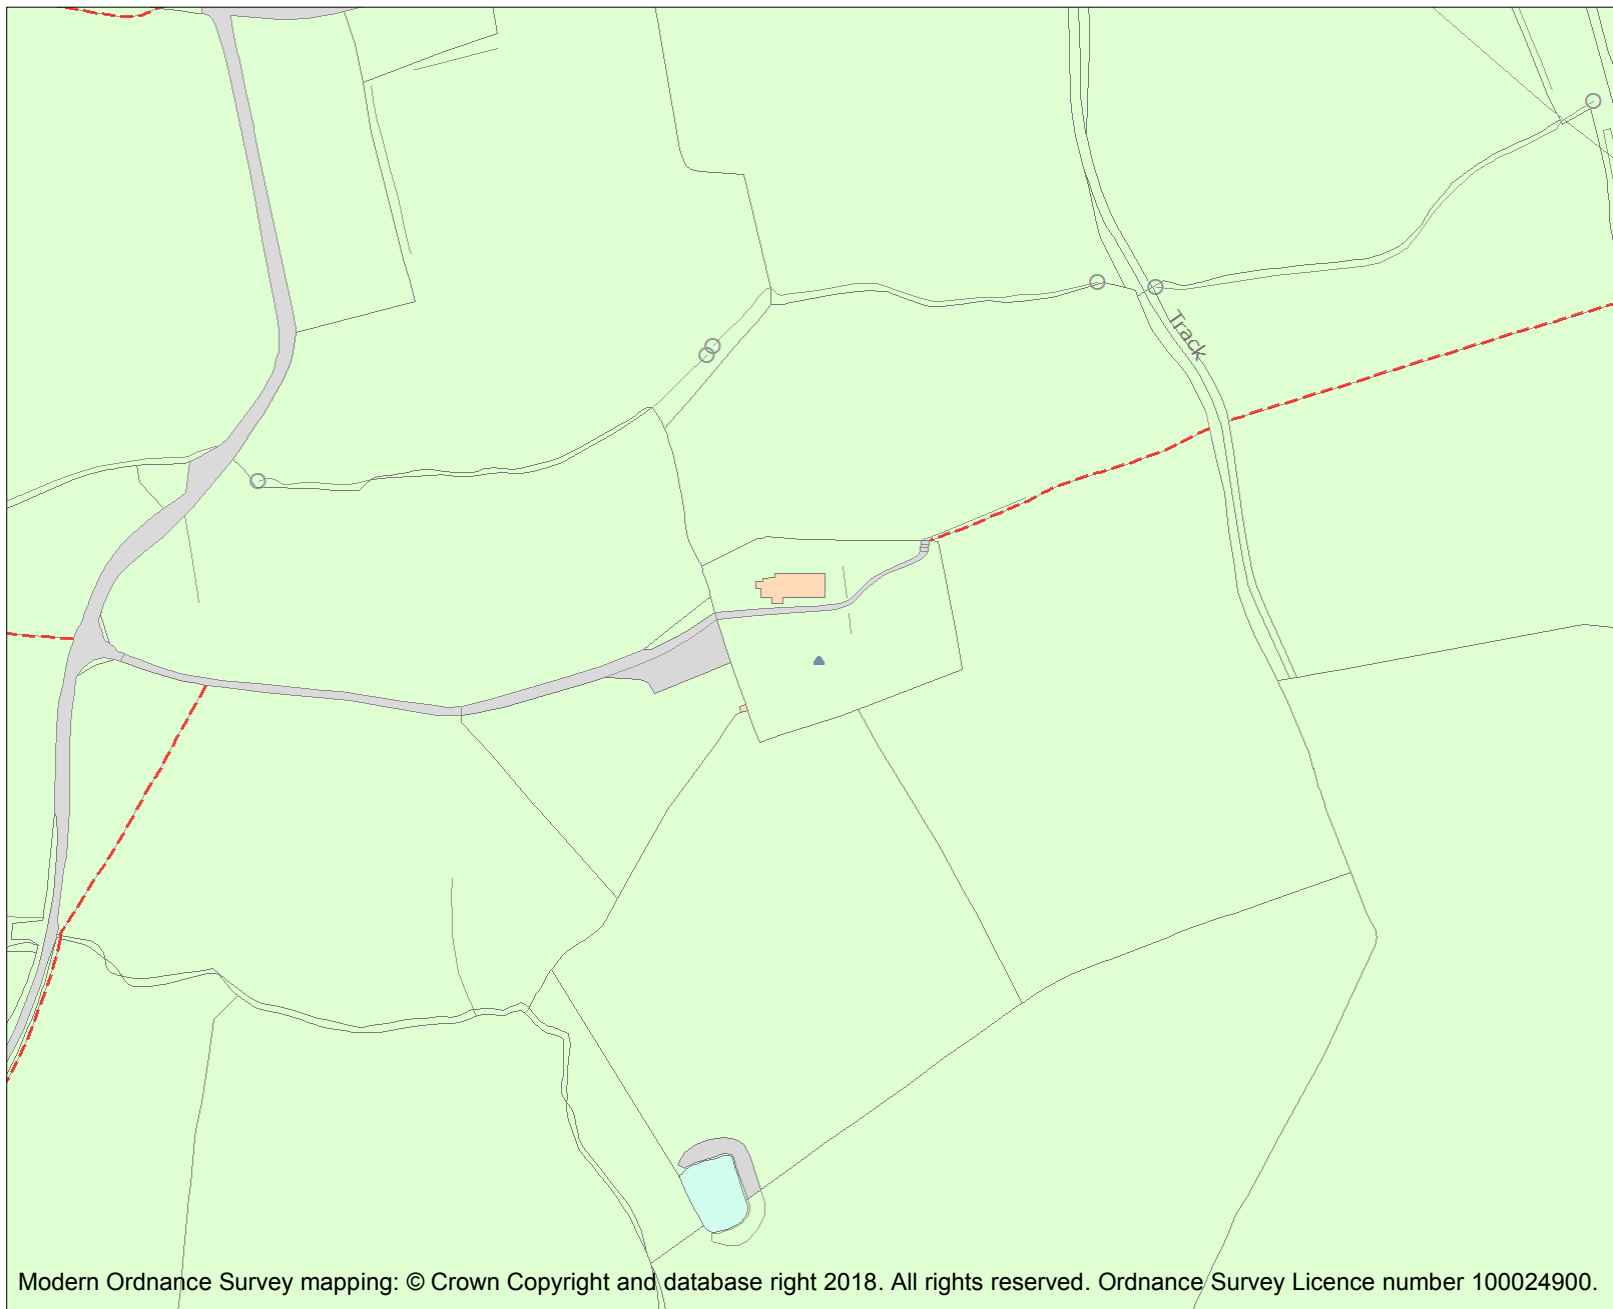 Track
Modern Ordnance Survey mapping: © Crown Copyright and database right 2018. All rights reserved. Ordnance Survey Licence number 100024900.